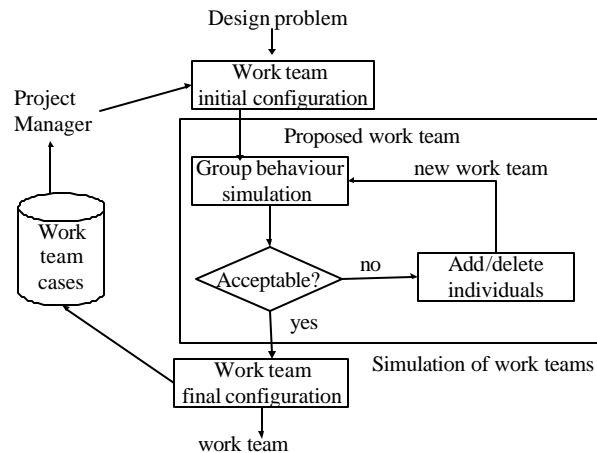 Design problem
Work team
initial configuration
Project
Manager
Proposed work team
Group behaviour
simulation
new work team
Work
team
cases
Acceptable?
no
Add/delete
individuals
yes
Work team
final configuration
Simulation of work teams
work team